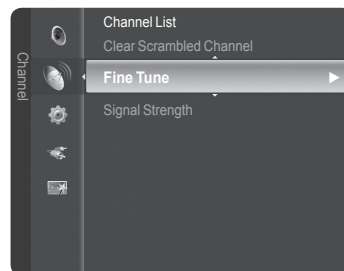 Channel
Channel List
Clear Scrambled Channel
Fine Tune
Signal Strength